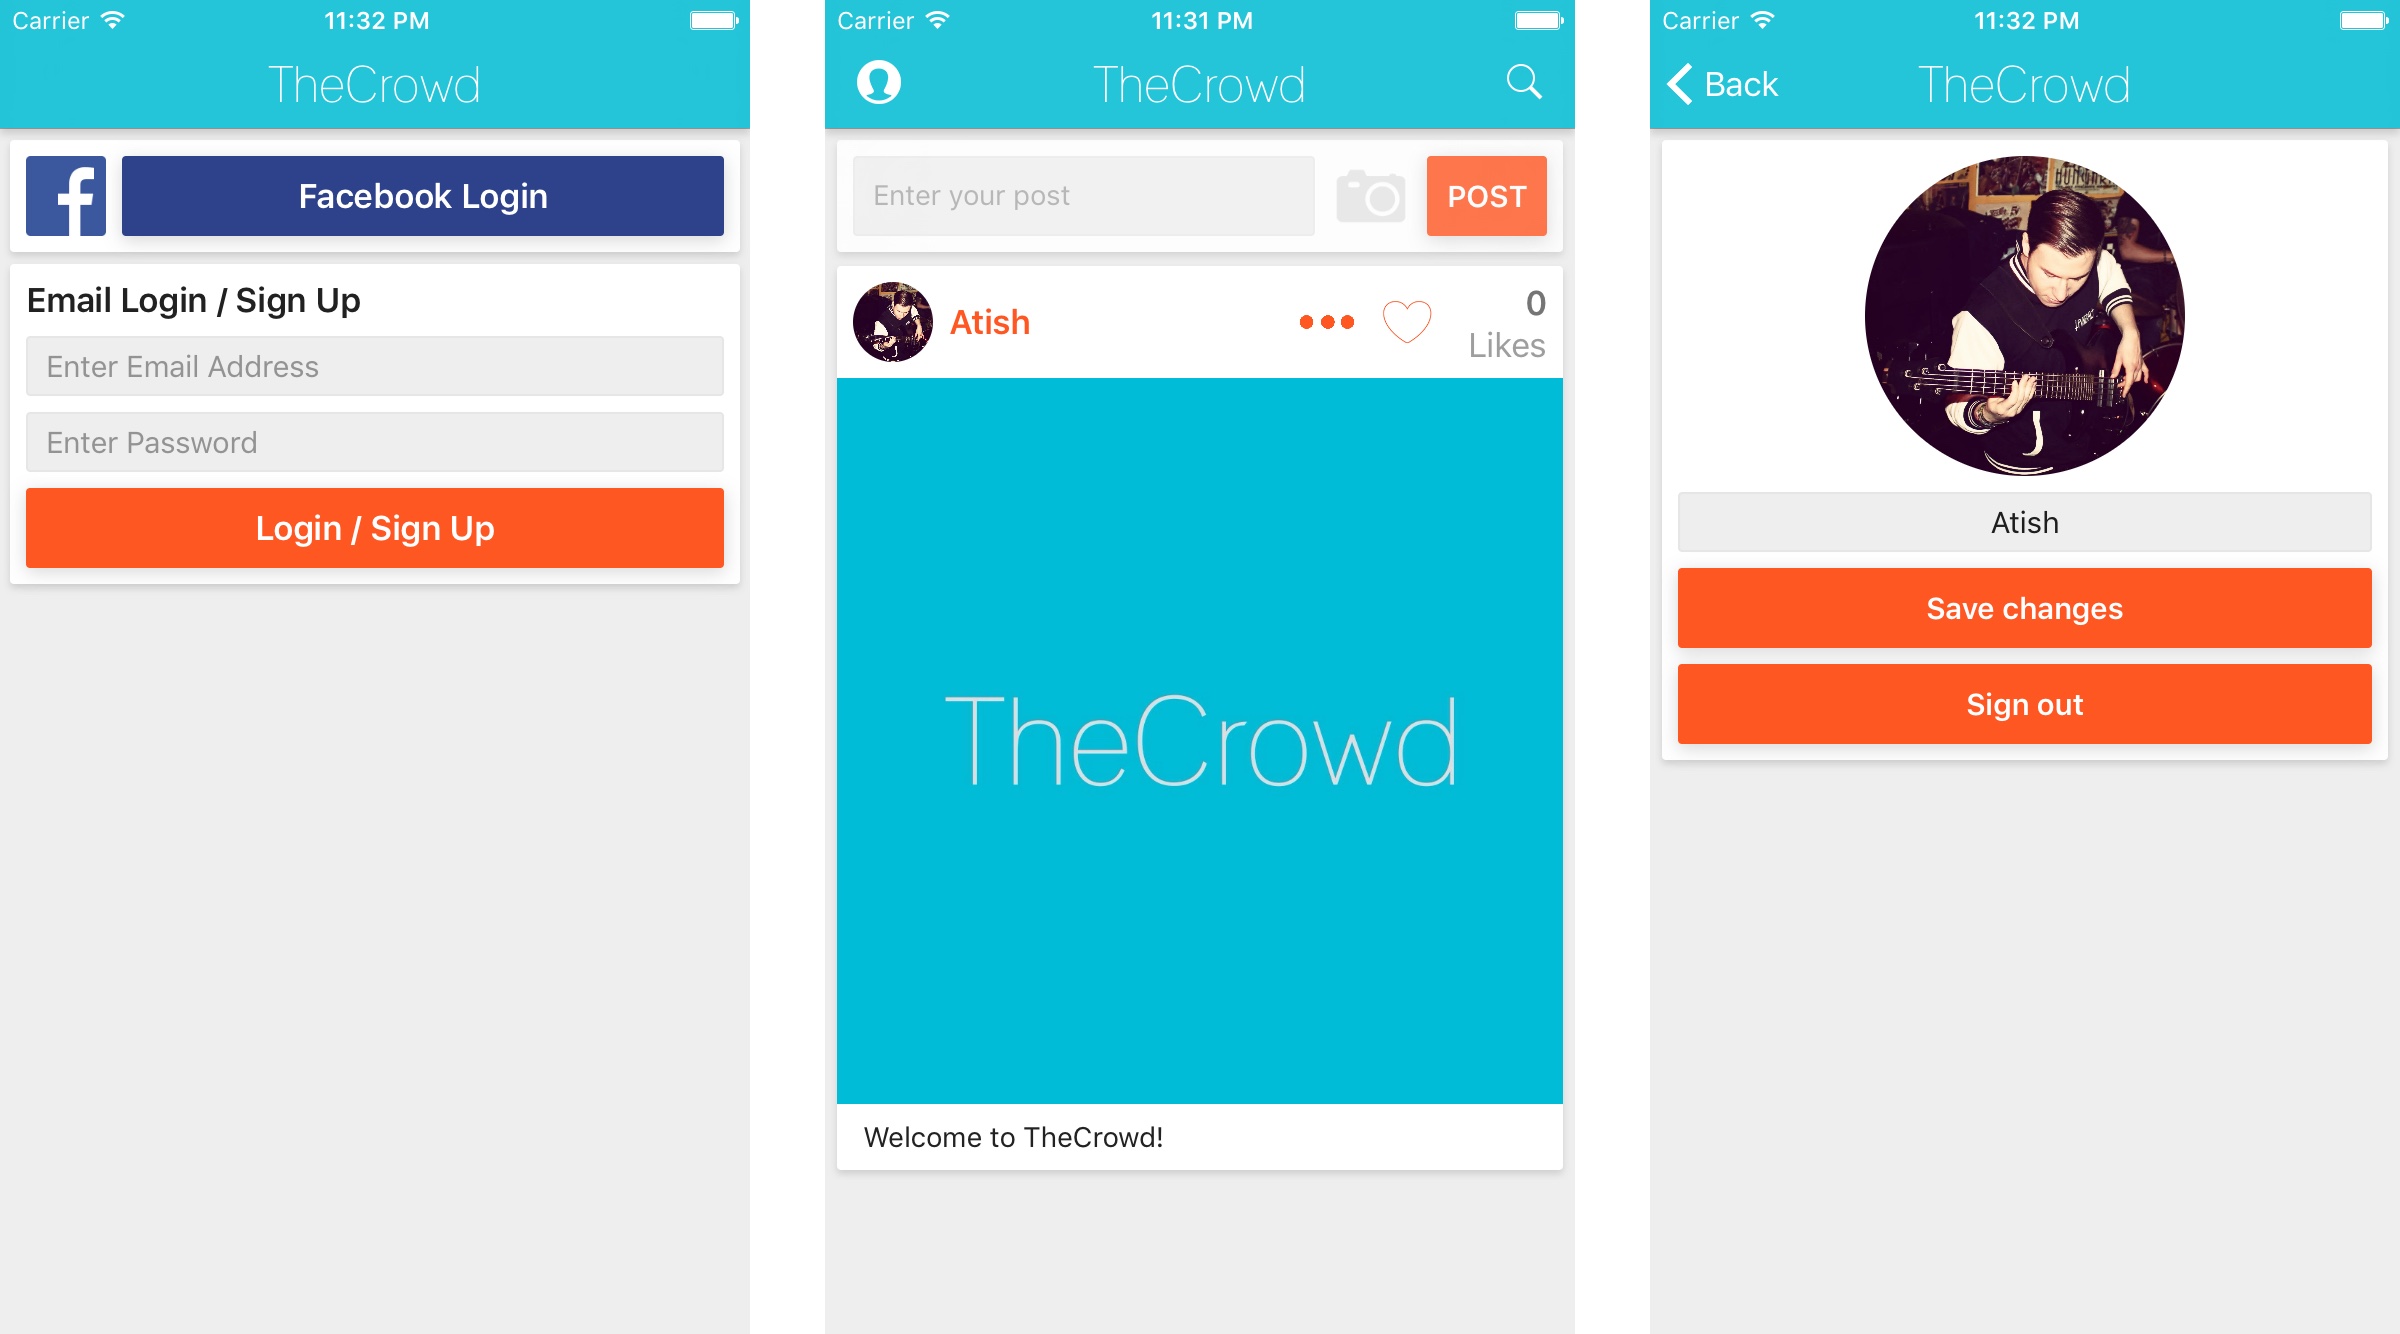 Carrier 11:32 PM
TheCrowd
Facebook Login
Email Login / Sign Up
Enter Email Address
Enter Password
Login / Sign Up
Carrier 11:31 PM
TheCrowd
Enter your post
POST
Atish
0
Likes
TheCrowd
Welcome to TheCrowd!
Carrier 11:32 PM
Back TheCrowd
Atish
Save changes
Sign out